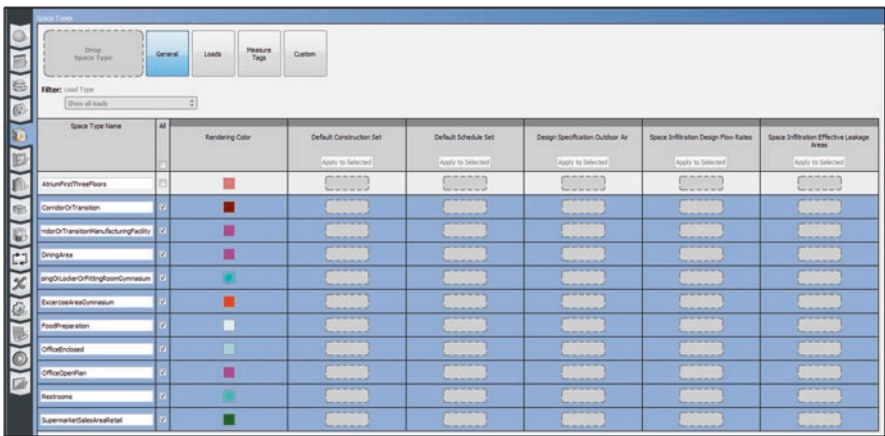 Space Types
Drop
Space Type
General
Loads
Measure
Tags
Custom
Filter: Load Type
Show all loads
Space Type Name
All
Rendering Color
Default Construction Set
Default Schedule Set
Design Specification Outdoor Air
Space Infiltration Design Flow Rates
Space Infiltration Effective Leakage
Areas
Apply to Selected
Apply to Selected
Apply to Selected
Apply to Selected
Apply to Selected
AtriumFirstThreeFloors
CorridorOrTransition
ridorOrTransitionManufacturingFacility
DiningArea
singOrLockerOrFittingRoomGymnasium
ExcerciseAreaGymnasium
FoodPreparation
OfficeEnclosed
OfficeOpenPlan
Restrooms
SupermarketSalesAreaRetail